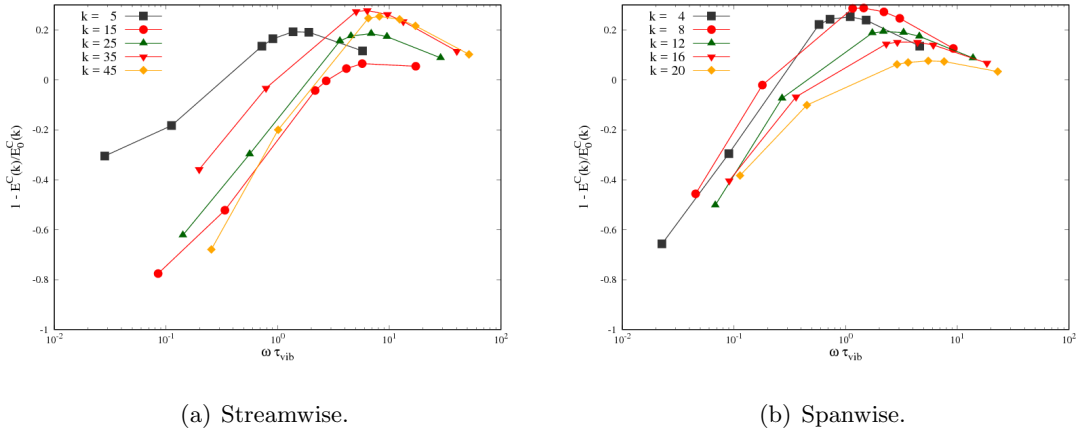 k = 5
k = 15
k = 25
k = 35
k = 45
0.2
0
-0.2
-0.4
-0.6
-0.8
-1
1 - E^C(k)/E_0^C(k)
10^-2
10^-1
10^0
10^1
10^2
ω τ_vib
(a) Streamwise.
k = 4
k = 8
k = 12
k = 16
k = 20
0.2
0
-0.2
-0.4
-0.6
-0.8
-1
1 - E^C(k)/E_0^C(k)
10^-2
10^-1
10^0
10^1
10^2
ω τ_vib
(b) Spanwise.